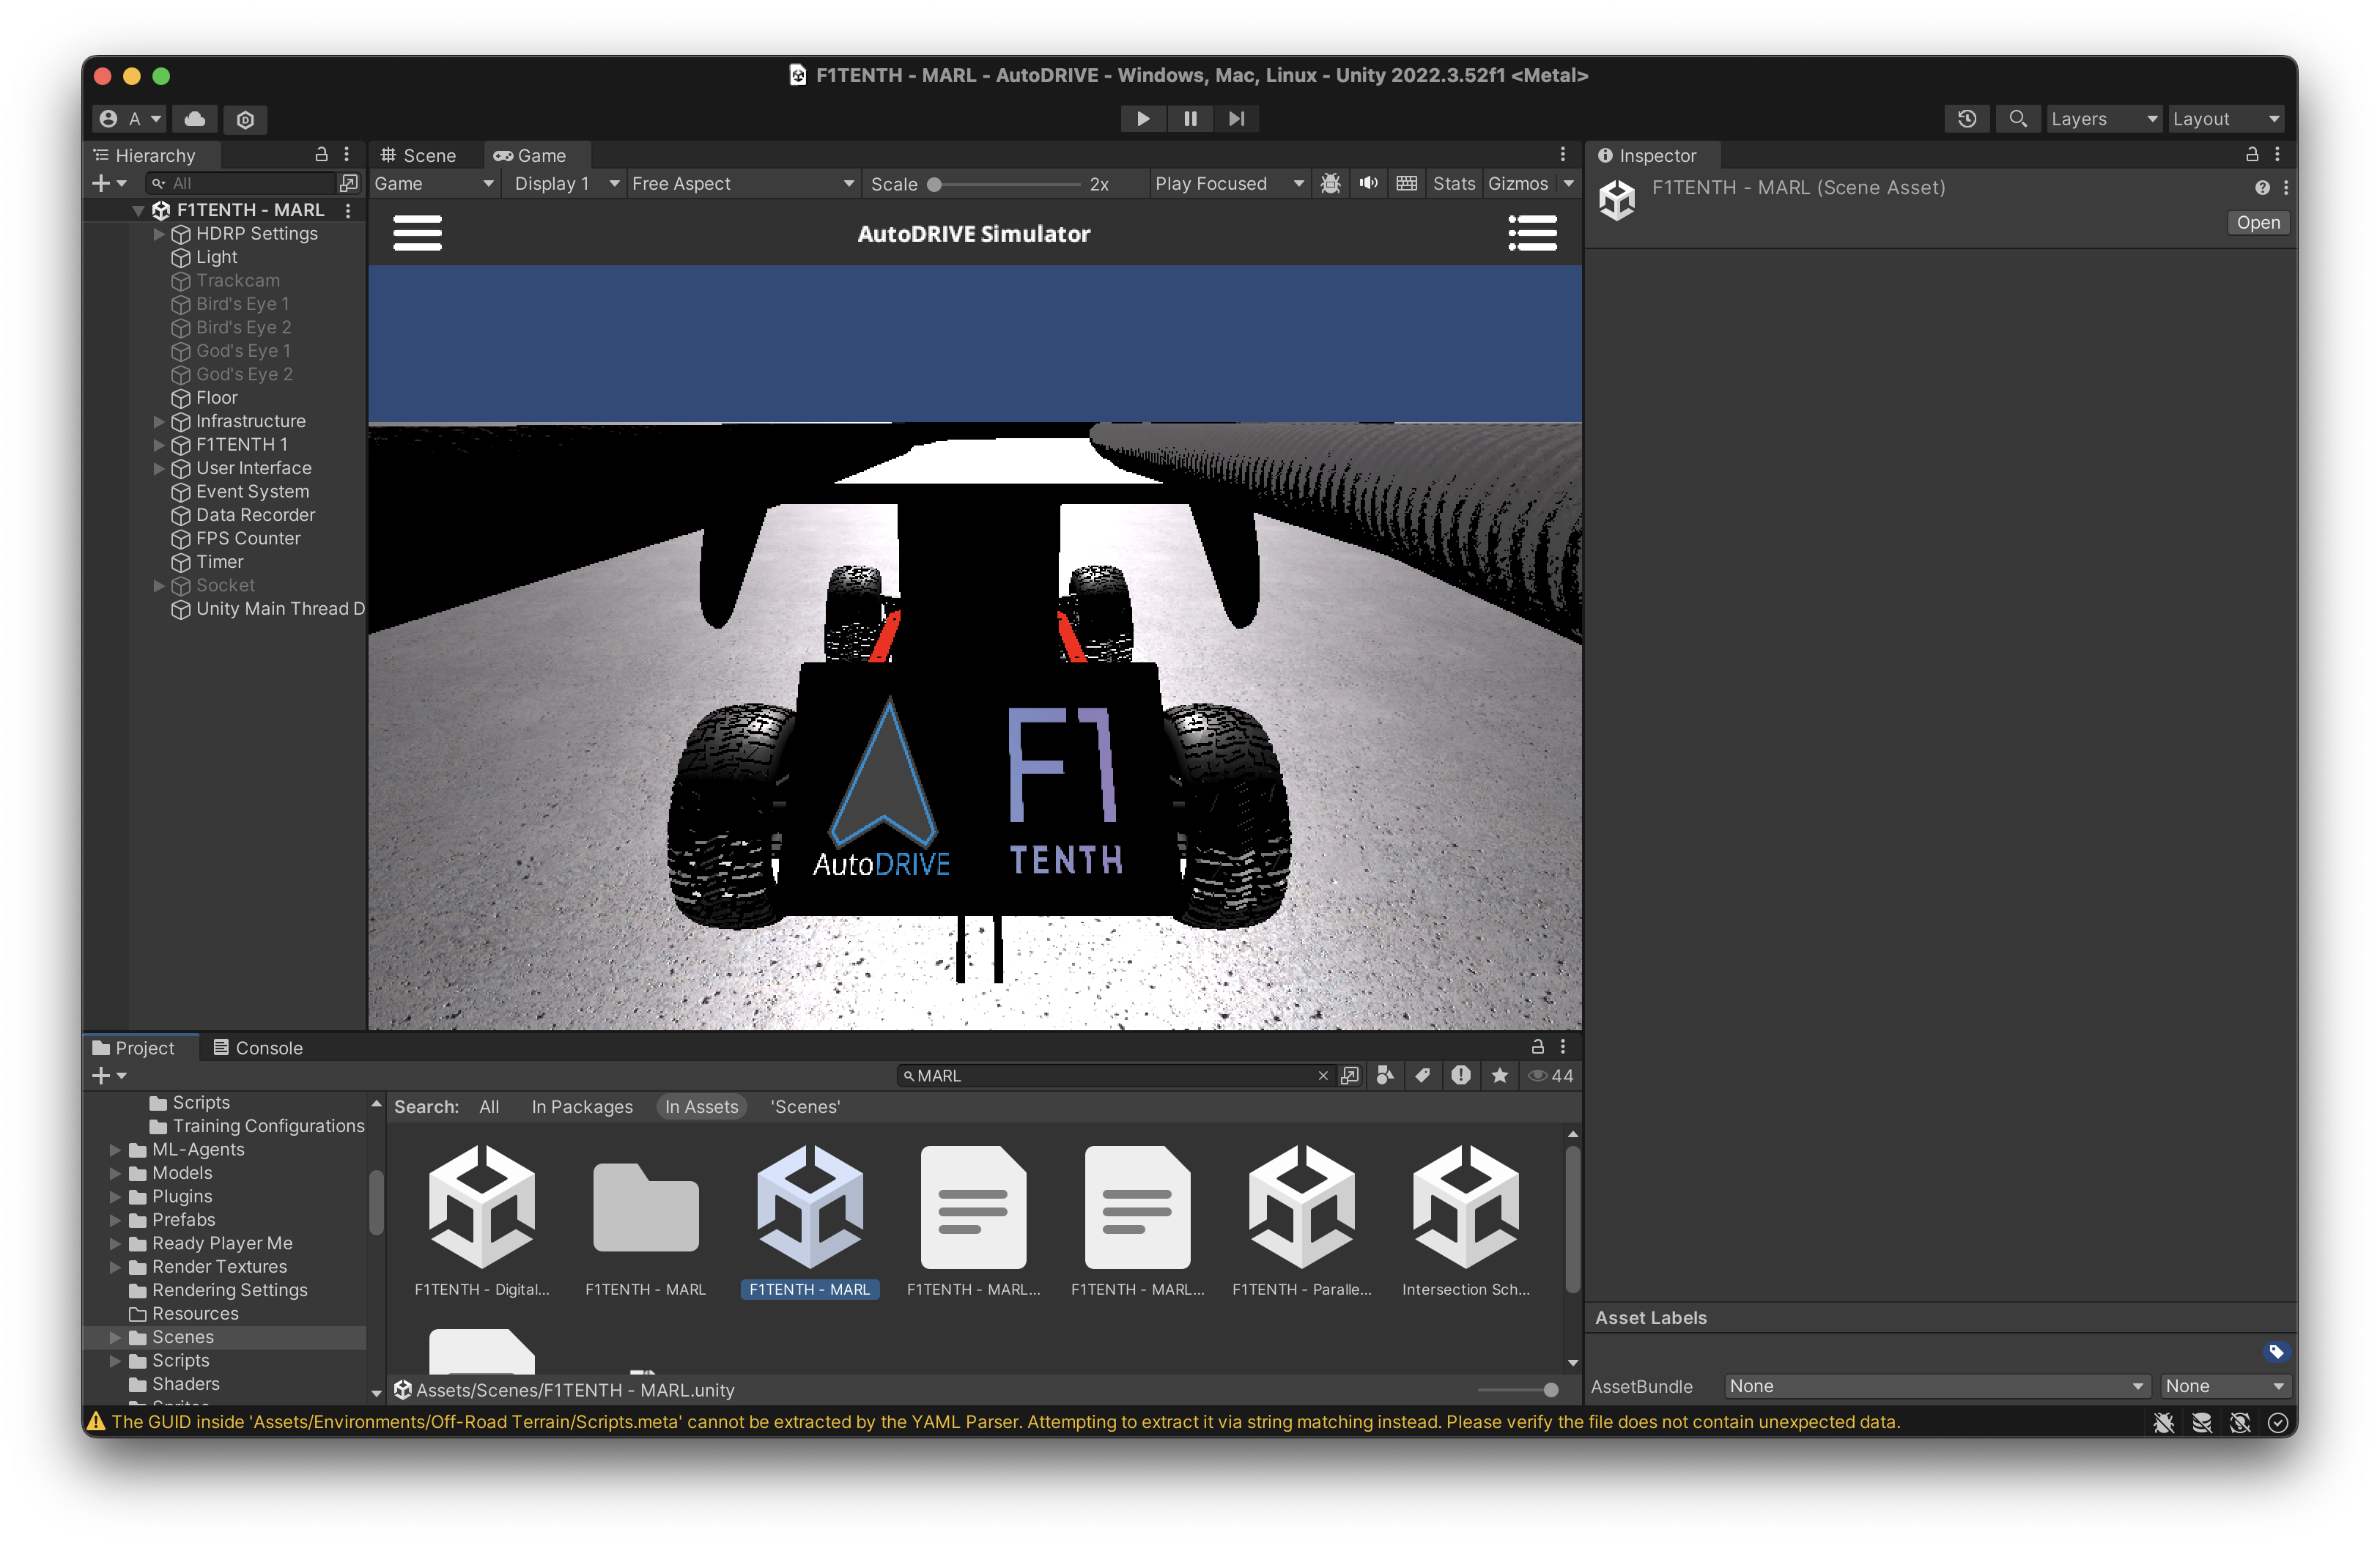 F1TENTH - MARL - AutoDRIVE - Windows, Mac, Linux - Unity 2022.3.52f1 <Metal>
A
Layers
Layout
Hierarchy
All
F1TENTH - MARL
HDRP Settings
Light
Trackcam
Bird's Eye 1
Bird's Eye 2
God's Eye 1
God's Eye 2
Floor
Infrastructure
F1TENTH 1
User Interface
Event System
Data Recorder
FPS Counter
Timer
Socket
Unity Main Thread D
Scene
Game
Game
Display 1
Free Aspect
Scale
2x
Play Focused
Stats
Gizmos
AutoDRIVE Simulator
AutoDRIVE
F1
TENTH
Inspector
F1TENTH - MARL (Scene Asset)
Open
Project
Console
MARL
44
Scripts
Training Configurations
ML-Agents
Models
Plugins
Prefabs
Ready Player Me
Render Textures
Rendering Settings
Resources
Scenes
Scripts
Shaders
Search:
All
In Packages
In Assets
'Scenes'
F1TENTH - Digital...
F1TENTH - MARL
F1TENTH - MARL
F1TENTH - MARL...
F1TENTH - MARL...
F1TENTH - Paralle...
Intersection Sch...
Assets/Scenes/F1TENTH - MARL.unity
Asset Labels
AssetBundle
None
None
The GUID inside 'Assets/Environments/Off-Road Terrain/Scripts.meta' cannot be extracted by the YAML Parser. Attempting to extract it via string matching instead. Please verify the file does not contain unexpected data.